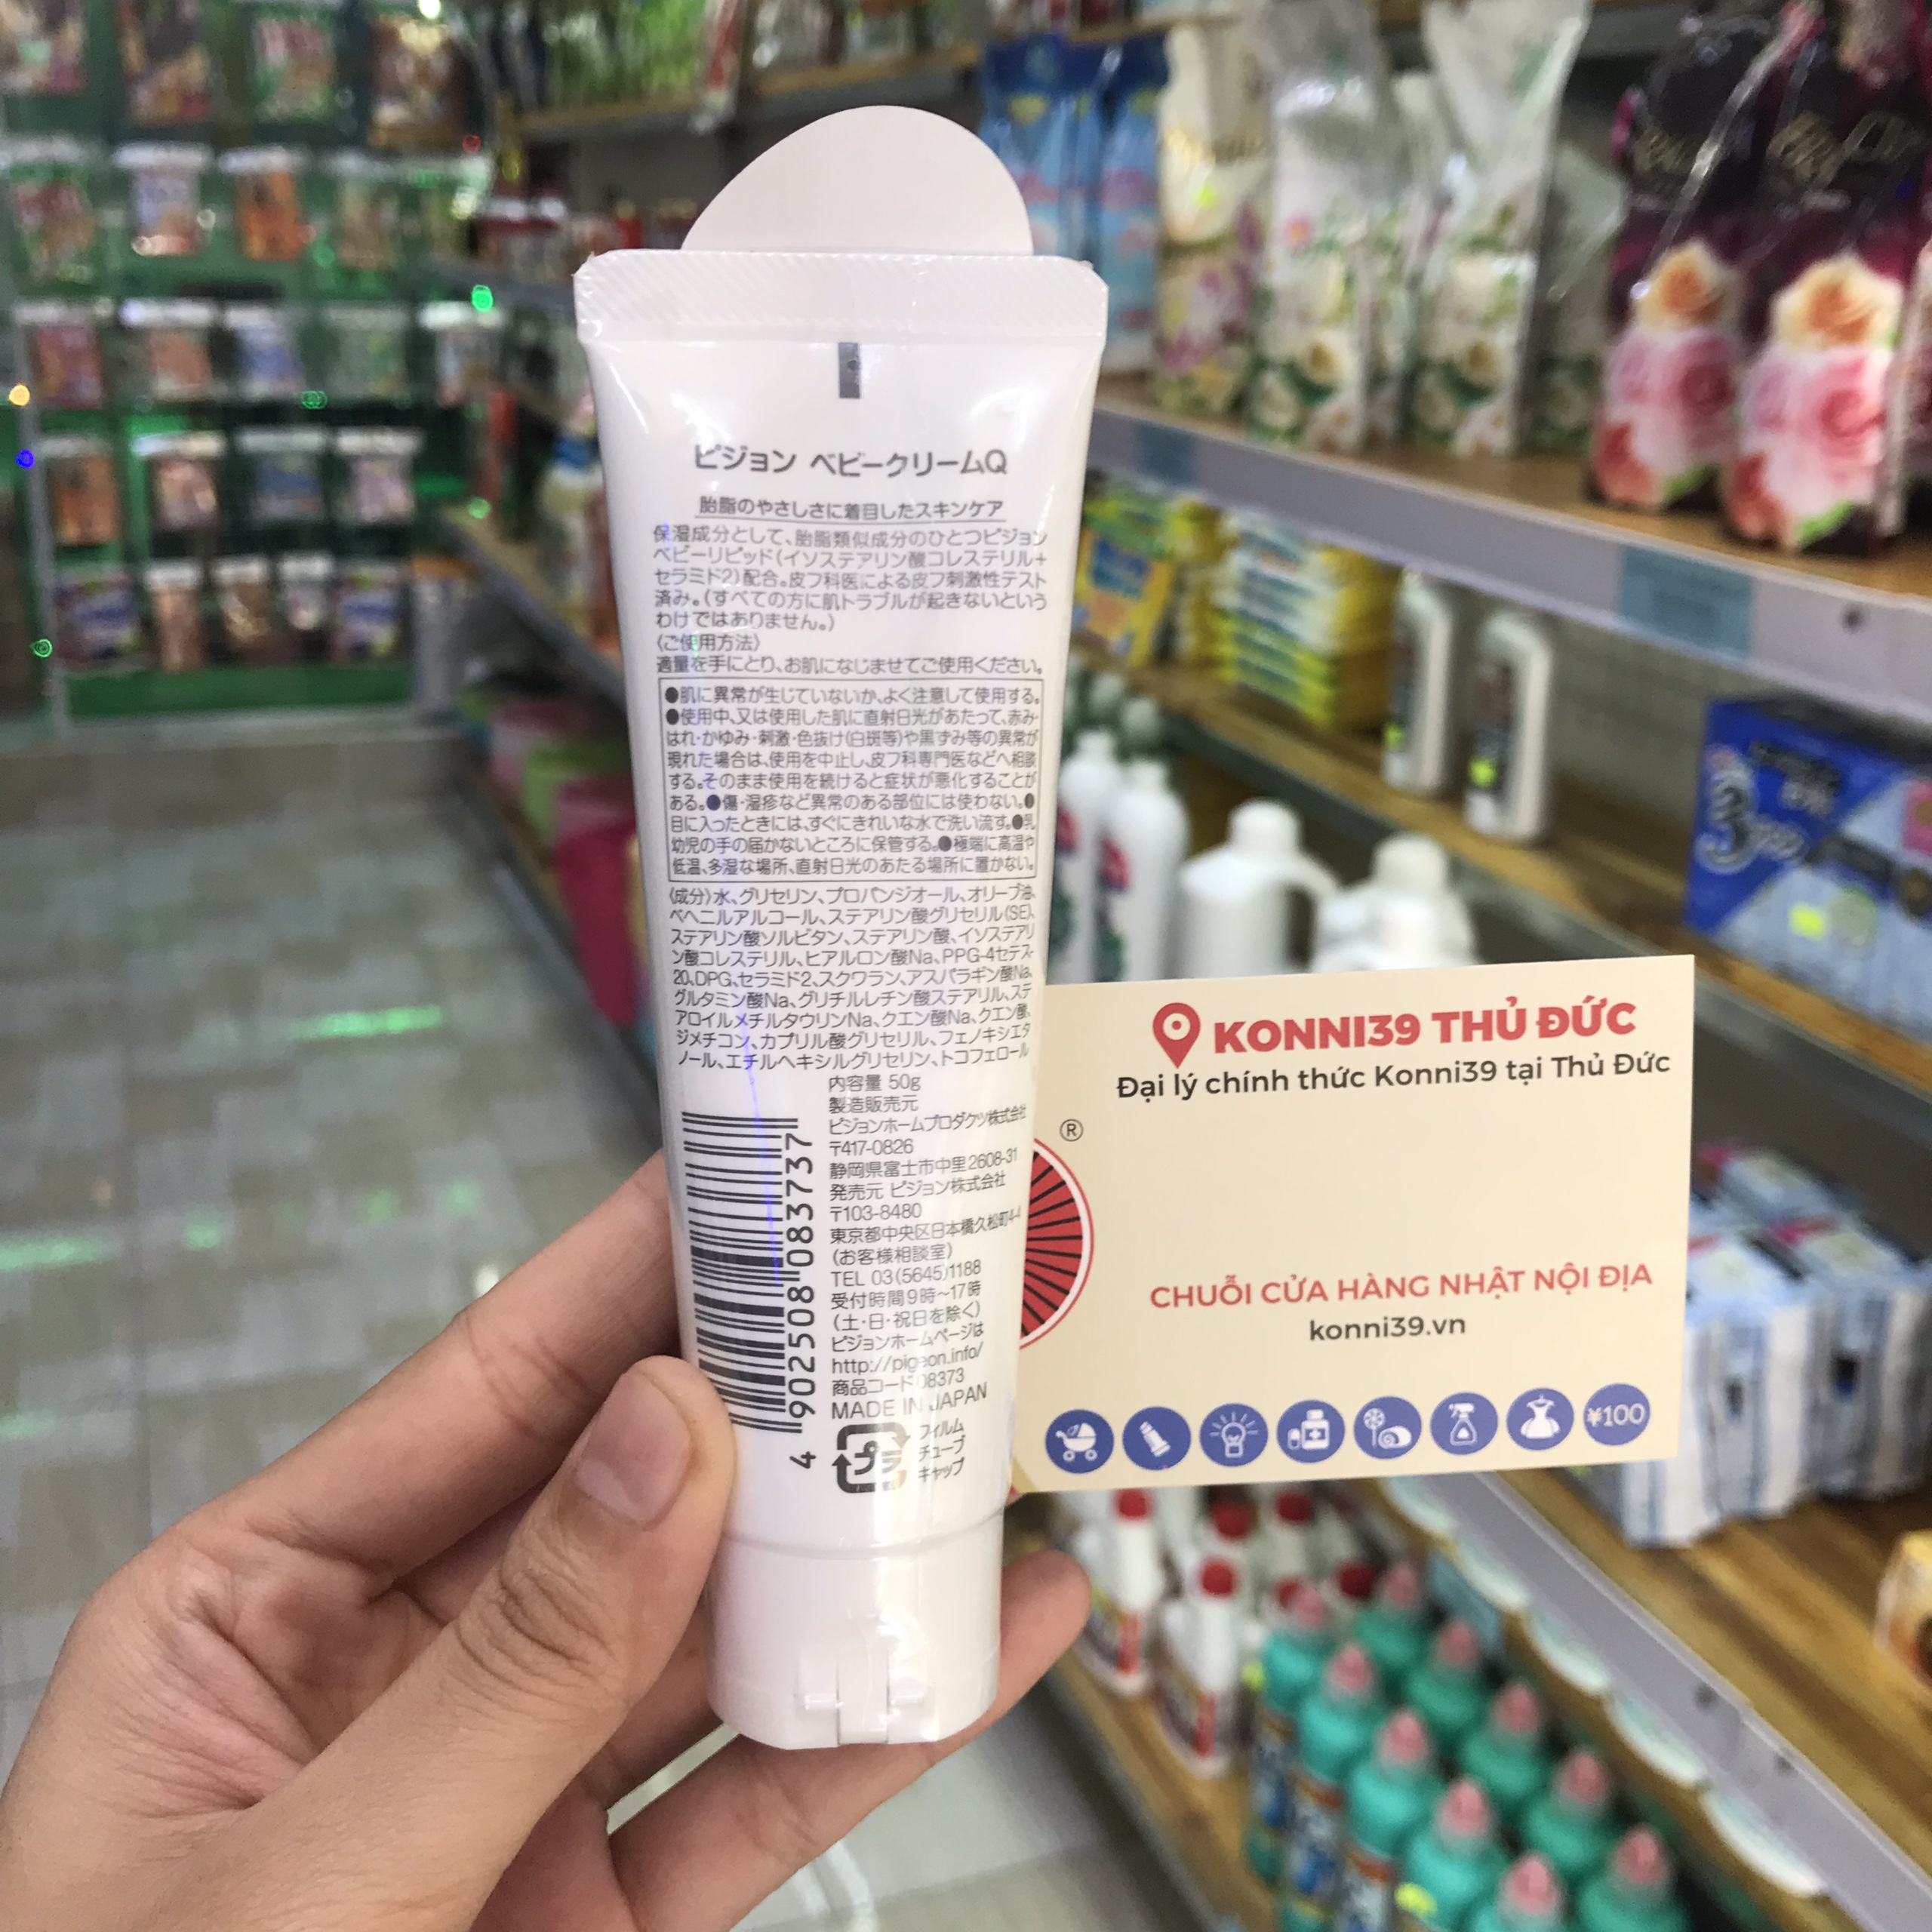 ピジョン ベビークリームQ
胎脂のやさしさに着目したスキンケア
保湿成分として、胎脂類似成分のひとつピジョン
ベビーリピッド(イソステアリン酸コレステリル+
セラミド2)配合。皮フ科医による皮フ刺激性テスト
済み。(すべての方に肌トラブルが起きないという
わけではありません。)
〈ご使用方法〉
適量を手にとり、お肌になじませてご使用ください。
●肌に異常が生じていないか、よく注意して使用する。
●使用中、又は使用した肌に直射日光があたって、赤み・
はれ・かゆみ・刺激・色抜け(白斑等)や黒ずみ等の異常が
現れた場合は、使用を中止し、皮フ科専門医などへ相談
する。そのまま使用を続けると症状が悪化することが
ある。●傷・湿疹など異常のある部位には使わない。●
目に入ったときには、すぐにきれいな水で洗い流す。●乳
幼児の手の届かないところに保管する。●極端に高温や
低温、多湿な場所、直射日光のあたる場所に置かない。
〈成分〉水、グリセリン、プロパンジオール、オリーブ油、
ベヘニルアルコール、ステアリン酸グリセリル(SE)、
ステアリン酸ソルビタン、ステアリン酸、イソステアリ
ン酸コレステリル、ヒアルロン酸Na、PPG-4セテス-
20、DPG、セラミド2、スクワラン、アスパラギン酸Na、
グルタミン酸Na、グリチルレチン酸ステアリル、ステ
アロイルメチルタウリンNa、クエン酸Na、クエン酸、
ジメチコン、カプリル酸グリセリル、フェノキシエタ
ノール、エチルヘキシルグリセリン、トコフェロール
内容量 50g
製造販売元
ピジョンホームプロダクツ株式会社
〒417-0826
静岡県富士市中里2608-31
発売元 ピジョン株式会社
〒103-8480
東京都中央区日本橋久松町4-4
(お客様相談室)
TEL 03(5645)1188
受付時間9時～17時
(土・日・祝日を除く)
ピジョンホームページは
http://pigeon.info/
商品コード 08373
MADE IN JAPAN
プラ
フィルム
チューブ
キャップ
4 902508 083737
KONNI39 THỦ ĐỨC
Đại lý chính thức Konni39 tại Thủ Đức
®
CHUỖI CỬA HÀNG NHẬT NỘI ĐỊA
konni39.vn
¥100